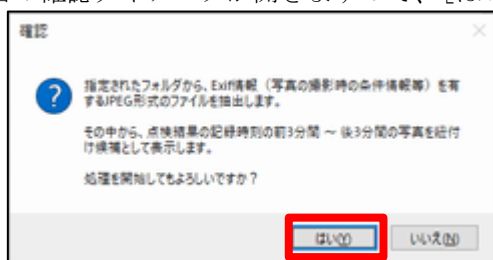 確認
指定されたフォルダから、Exif情報（写真の撮影時の条件情報等）を有
するJPEG形式のファイルを抽出します。
その中から、点検結果の記録時刻の前3分間 ～ 後3分間の写真を紐付
け候補として表示します。
処理を開始してもよろしいですか？
はい(Y)
いいえ(N)